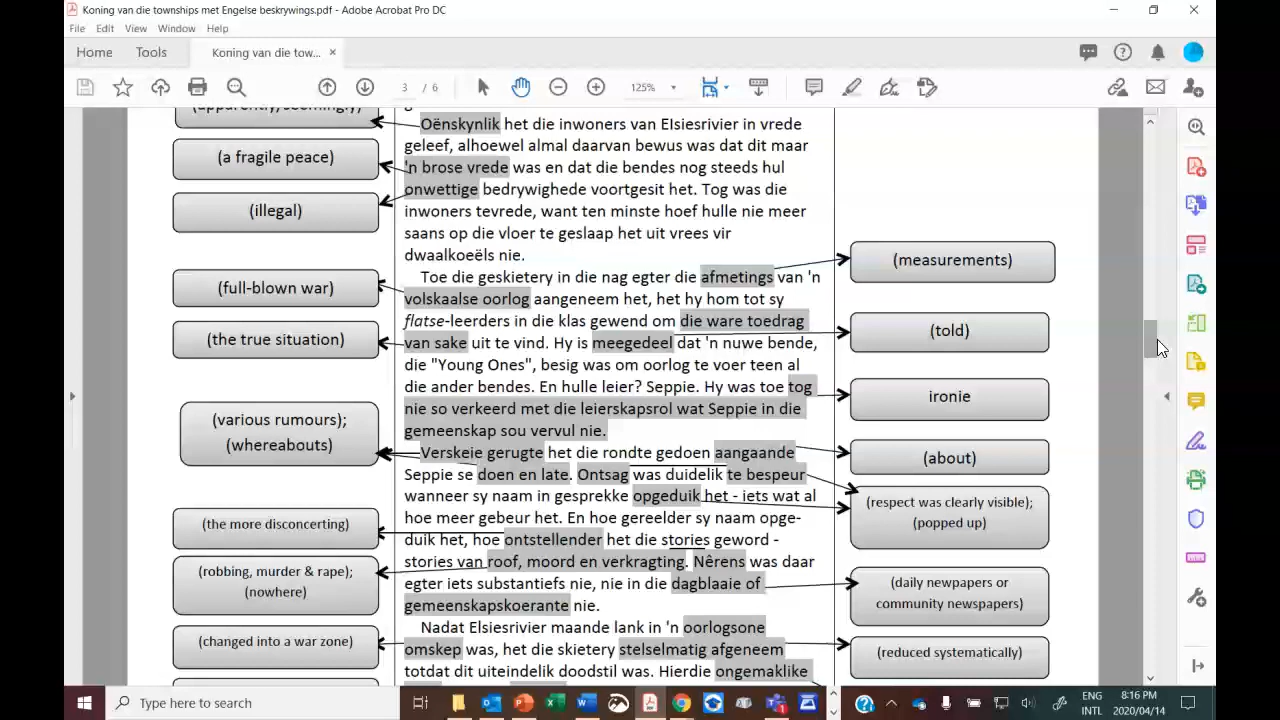 Koning van die townships met Engelse beskrywings.pdf - Adobe Acrobat Pro DC
File Edit View Window Help
Home Tools Koning van die tow... ×
3 / 6 125%
(apparently/seemingly)
(a fragile peace)
(illegal)
(full-blown war)
(the true situation)
(various rumours);
(whereabouts)
(the more disconcerting)
(robbing, murder & rape);
(nowhere)
(changed into a war zone)
Oënskynlik het die inwoners van Elsiesrivier in vrede
geleef, alhoewel almal daarvan bewus was dat dit maar
'n brose vrede was en dat die bendes nog steeds hul
onwettige bedrywighede voortgesit het. Tog was die
inwoners tevrede, want ten minste hoef hulle nie meer
saans op die vloer te geslaap het uit vrees vir
dwaalkoeëls nie.
Toe die geskietery in die nag egter die afmetings van 'n
volskaalse oorlog aangeneem het, het hy hom tot sy
flatse-leerders in die klas gewend om die ware toedrag
van sake uit te vind. Hy is meegedeel dat 'n nuwe bende,
die "Young Ones", besig was om oorlog te voer teen al
die ander bendes. En hulle leier? Seppie. Hy was toe tog
nie so verkeerd met die leierskapsrol wat Seppie in die
gemeenskap sou vervul nie.
Verskeie gerugte het die rondte gedoen aangaande
Seppie se doen en late. Ontsag was duidelik te bespeur
wanneer sy naam in gesprekke opgeduik het - iets wat al
hoe meer gebeur het. En hoe gereelder sy naam opge-
duik het, hoe ontstellender het die stories geword -
stories van roof, moord en verkragting. Nêrens was daar
egter iets substantiefs nie, nie in die dagblaaie of
gemeenskapskoerante nie.
Nadat Elsiesrivier maande lank in 'n oorlogsone
omskep was, het die skietery stelselmatig afgeneem
totdat dit uiteindelik doodstil was. Hierdie ongemaklike
(measurements)
(told)
ironie
(about)
(respect was clearly visible);
(popped up)
(daily newpapers or
community newspapers)
(reduced systematically)
Type here to search
ENG
INTL
8:16 PM
2020/04/14